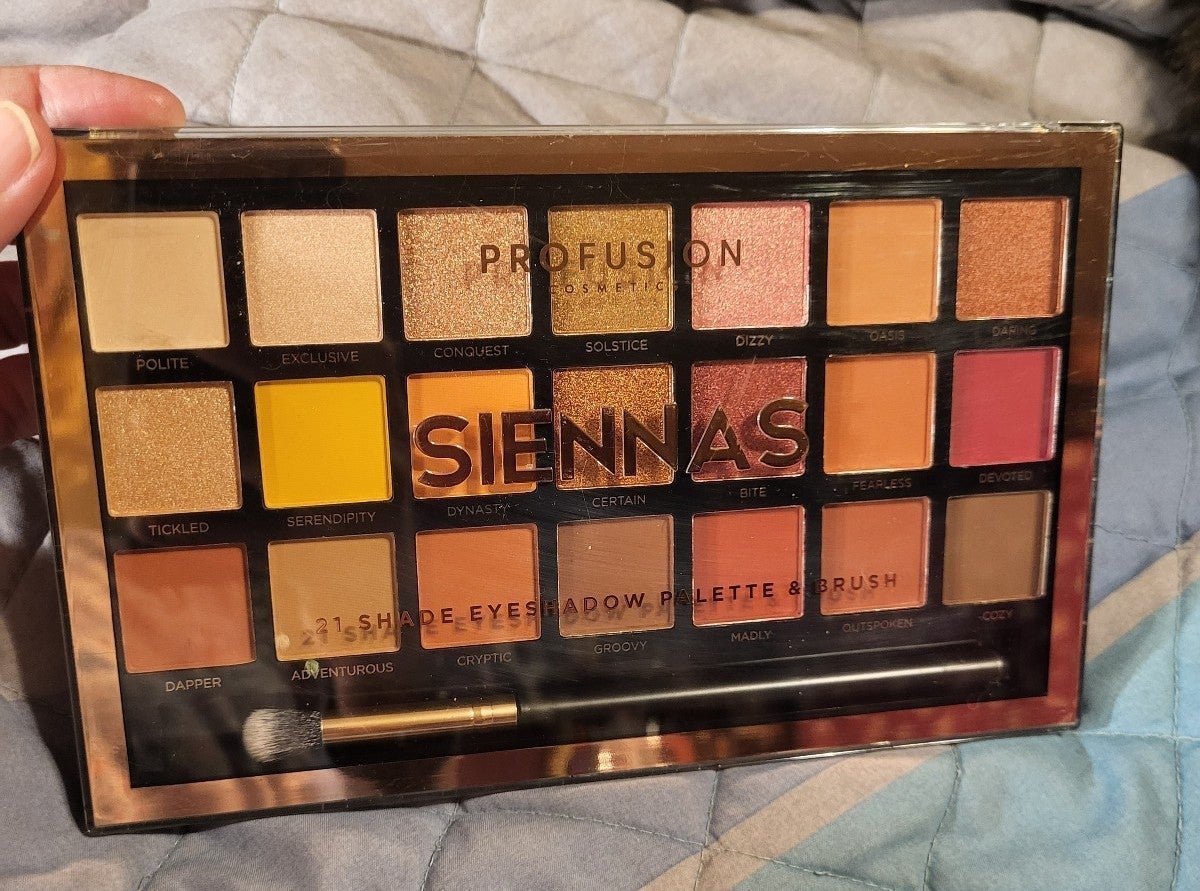 PROFUSION
COSMETIC
POLITE
EXCLUSIVE
CONQUEST
SOLSTICE
DIZZY
OASIS
DARING
SIENNAS
TICKLED
SERENDIPITY
DYNASTY
CERTAIN
BITE
FEARLESS
DEVOTED
21 SHADE EYESHADOW PALETTE & BRUSH
DAPPER
ADVENTUROUS
CRYPTIC
GROOVY
MADLY
OUTSPOKEN
COZY